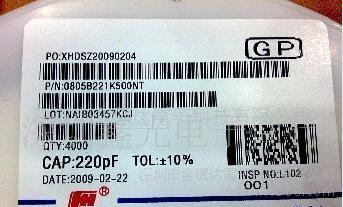 PO:XHDSZ20090204
GP
P/N:0805B221K500NT
LOT:NAI803457KCJ
QTY:4000
CAP:220pF TOL:±10%
DATE:2009-02-22
INSP NO:L102
001